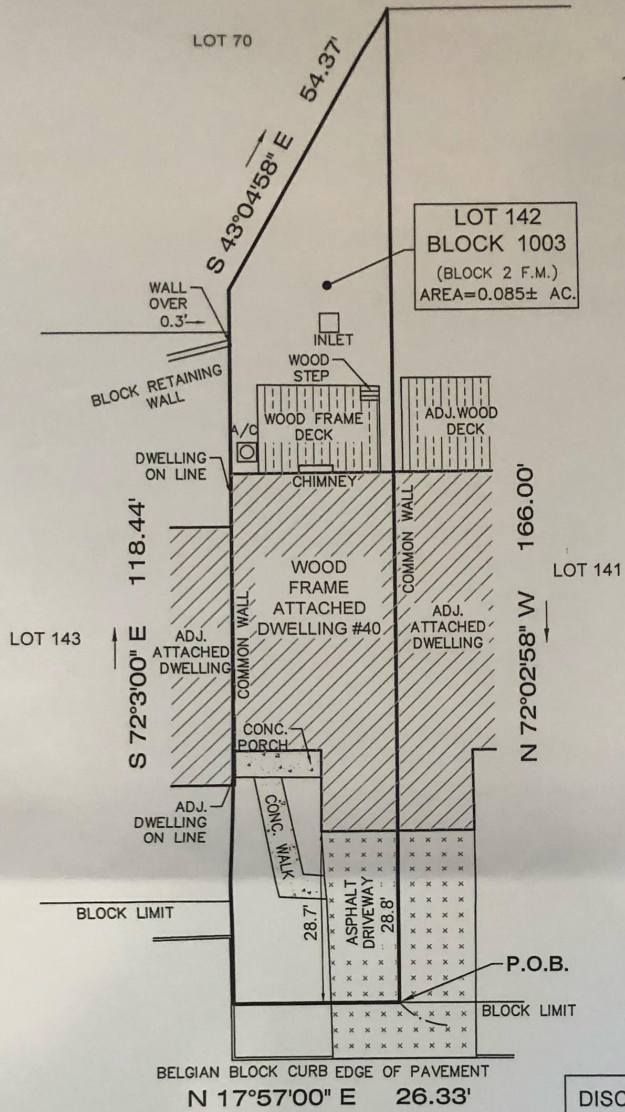 LOT 70
S 43°04'58" E 54.37'
LOT 142
BLOCK 1003
(BLOCK 2 F.M.)
AREA=0.085± AC.
WALL
OVER
0.3'
INLET
BLOCK RETAINING
WALL
WOOD
STEP
A/C
WOOD FRAME
DECK
ADJ.WOOD
DECK
DWELLING
ON LINE
CHIMNEY
S 72°3'00" E 118.44'
COMMON WALL
WOOD
FRAME
ATTACHED
DWELLING #40
COMMON WALL
N 72°02'58" W 166.00'
LOT 141
LOT 143
ADJ.
ATTACHED
DWELLING
ADJ.
ATTACHED
DWELLING
CONC.
PORCH
ADJ.
DWELLING
ON LINE
CONC. WALK
BLOCK LIMIT
28.7'
ASPHALT
DRIVEWAY
28.8'
P.O.B.
BLOCK LIMIT
BELGIAN BLOCK CURB EDGE OF PAVEMENT
N 17°57'00" E 26.33'
DISC